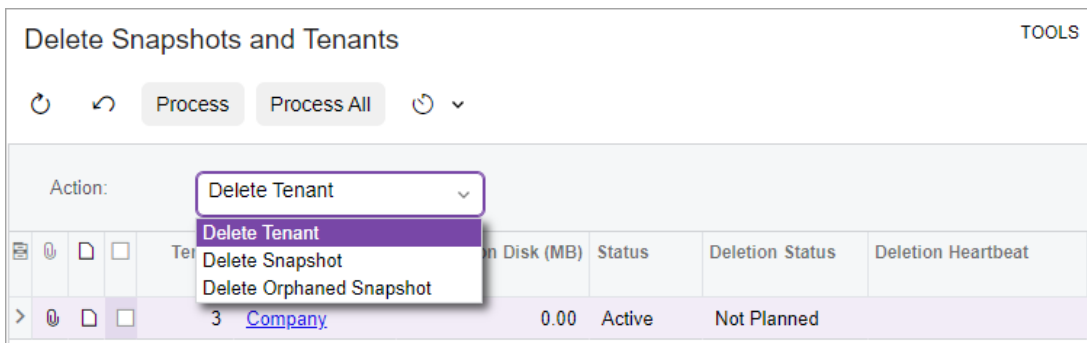 Delete Snapshots and Tenants
TOOLS
Process Process All
Action: Delete Tenant
Delete Tenant
Delete Snapshot
Delete Orphaned Snapshot
Disk (MB) Status Deletion Status Deletion Heartbeat
3 Company 0.00 Active Not Planned